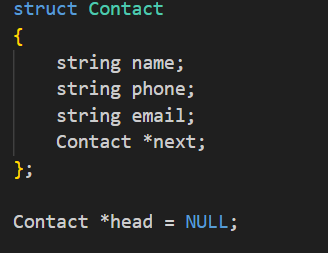 struct Contact
{
    string name;
    string phone;
    string email;
    Contact *next;
};

Contact *head = NULL;